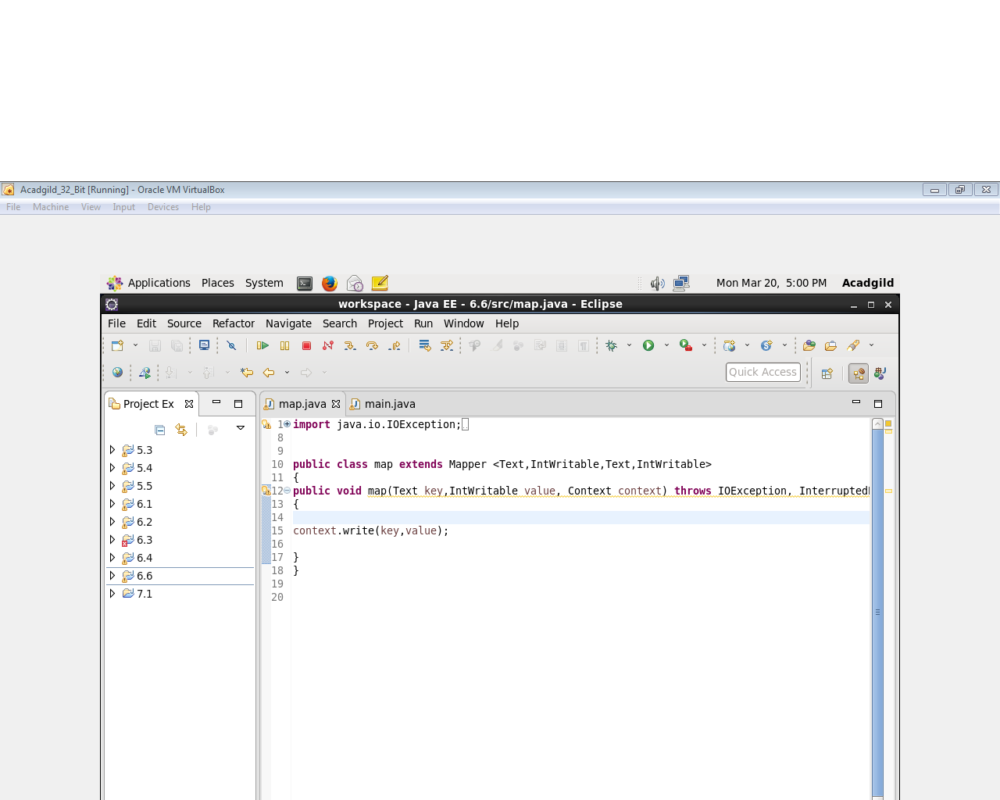 Acadgild_32_Bit [Running] - Oracle VM VirtualBox
File Machine View Input Devices Help
Applications Places System Mon Mar 20, 5:00 PM Acadgild
workspace - Java EE - 6.6/src/map.java - Eclipse
File Edit Source Refactor Navigate Search Project Run Window Help
Quick Access
Project Ex
5.3
5.4
5.5
6.1
6.2
6.3
6.4
6.6
7.1
map.java main.java
1 import java.io.IOException;
8
9
10 public class map extends Mapper <Text,IntWritable,Text,IntWritable>
11 {
12 public void map(Text key,IntWritable value, Context context) throws IOException, Interrupted
13 {
14
15 context.write(key,value);
16
17 }
18 }
19
20